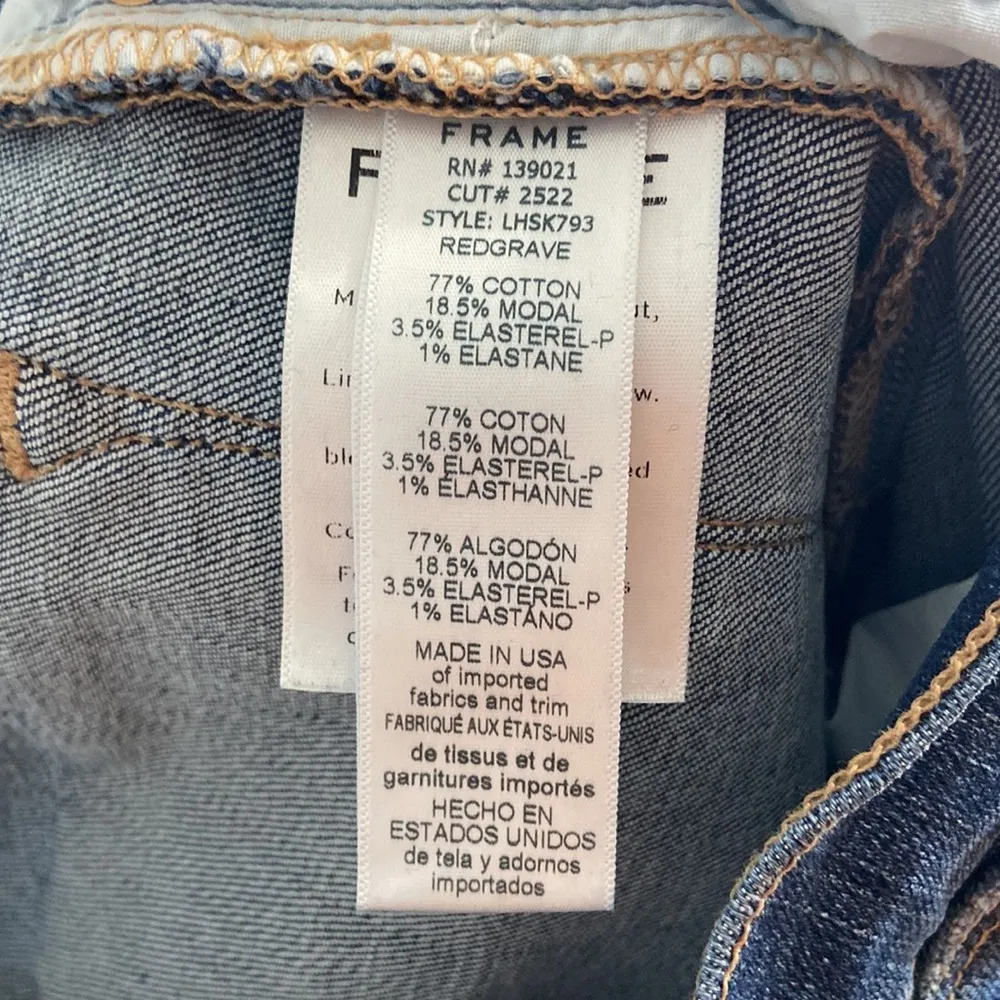 FRAME
RN# 139021
CUT# 2522
STYLE: LHSK793
REDGRAVE
77% COTTON
18.5% MODAL
3.5% ELASTEREL-P
1% ELASTANE
77% COTON
18.5% MODAL
3.5% ÉLASTEREL-P
1% ÉLASTHANNE
77% ALGODÓN
18.5% MODAL
3.5% ELASTEREL-P
1% ELASTANO
MADE IN USA
of imported
fabrics and trim
FABRIQUÉ AUX ÉTATS-UNIS
de tissus et de
garnitures importés
HECHO EN
ESTADOS UNIDOS
de tela y adornos
importados